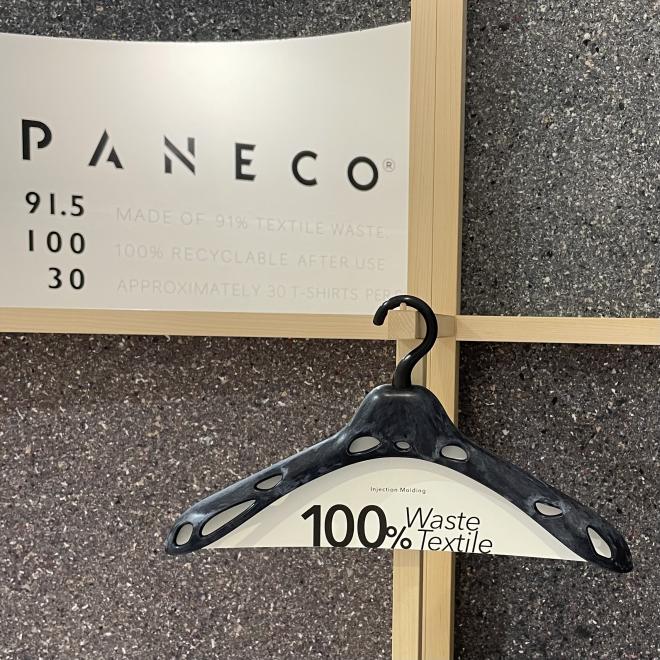 PANECO®
91.5 MADE OF 91% TEXTILE WASTE.
100 100% RECYCLABLE AFTER USE
30 APPROXIMATELY 30 T-SHIRTS PER
Injection Molding
100% Waste
Textile